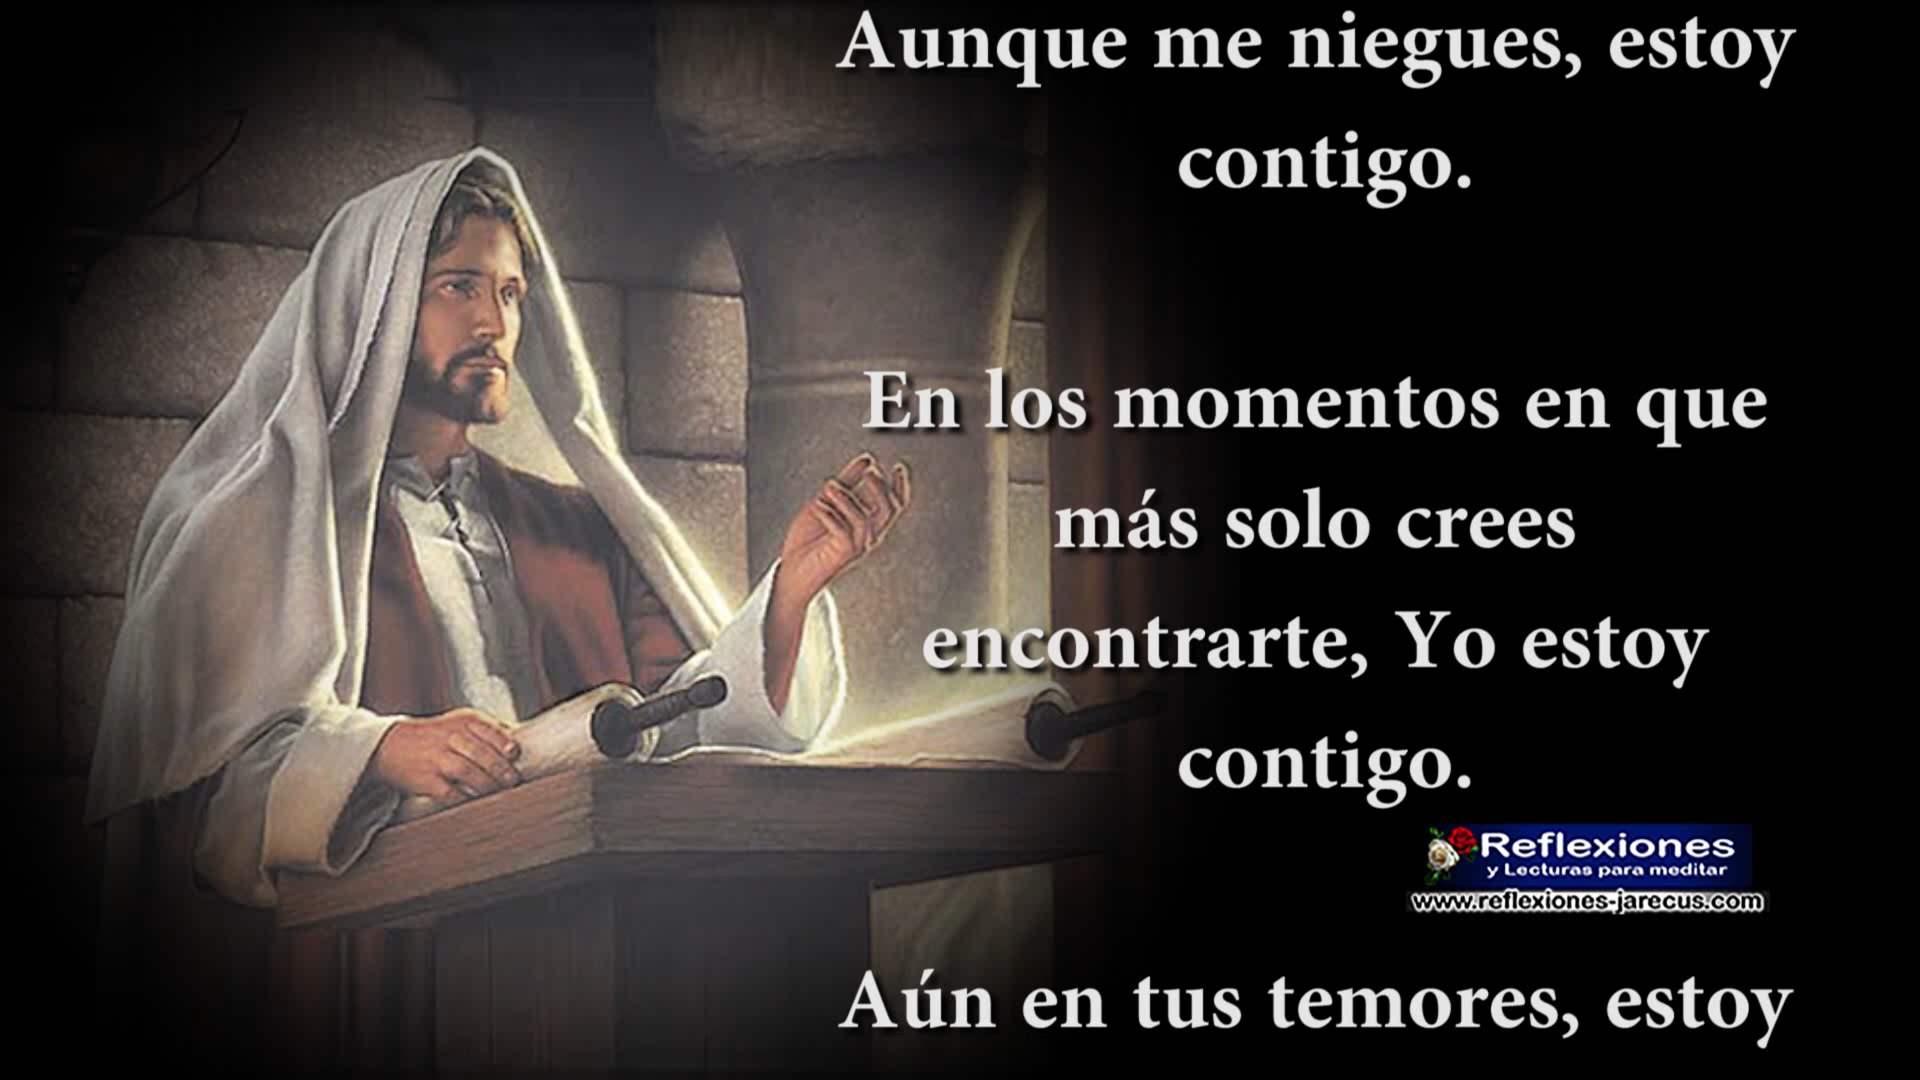 Aunque me niegues, estoy
contigo.
En los momentos en que
más solo crees
encontrarte, Yo estoy
contigo.
Reflexiones
y Lecturas para meditar
www.reflexiones-jarecus.com
Aún en tus temores, estoy